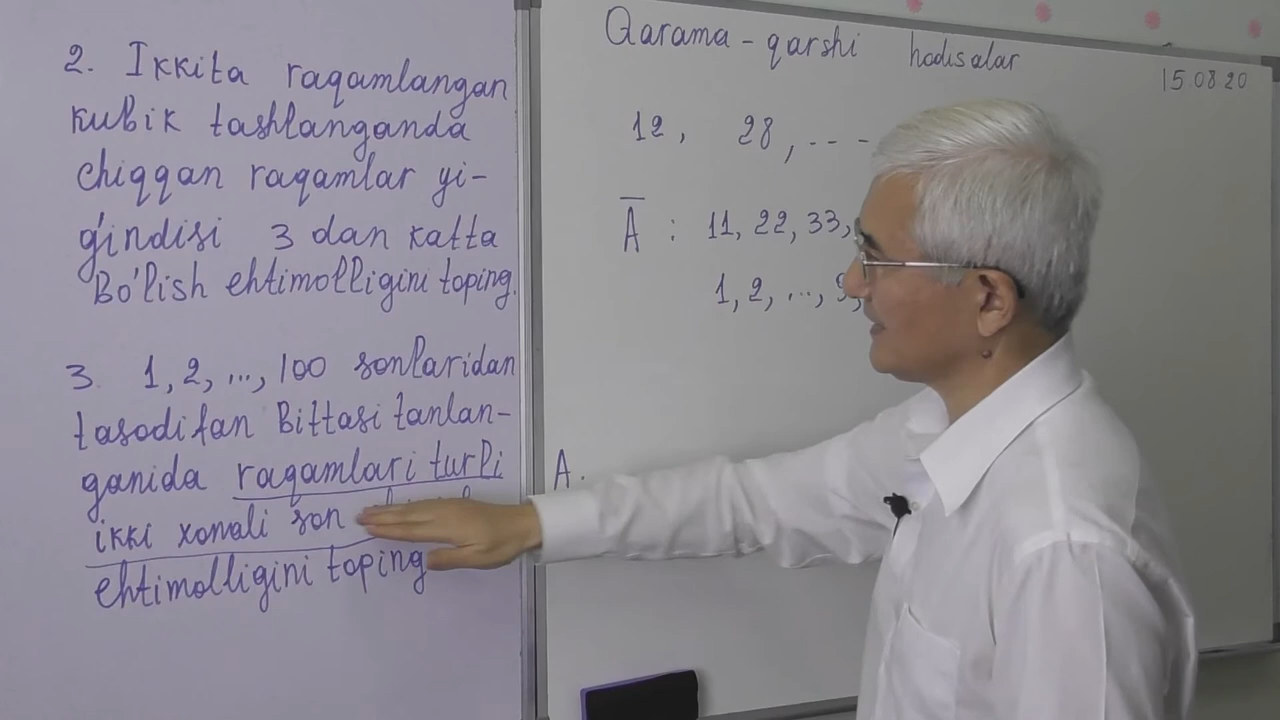 2. Ikkita raqamlangan
kubik tashlanganda
chiqqan raqamlar yi-
g'indisi 3 dan katta
Bo'lish ehtimolligini toping.
3. 1, 2, ..., 100 sonlaridan
tasodifan Bittasi tanlan-
ganida raqamlari turli
ikki xonali son
ehtimolligini toping
Qarama-qarshi hodisalar
15.08.20
12, 28, ---
A̅ : 11, 22, 33,
1, 2, ..., 9,
A